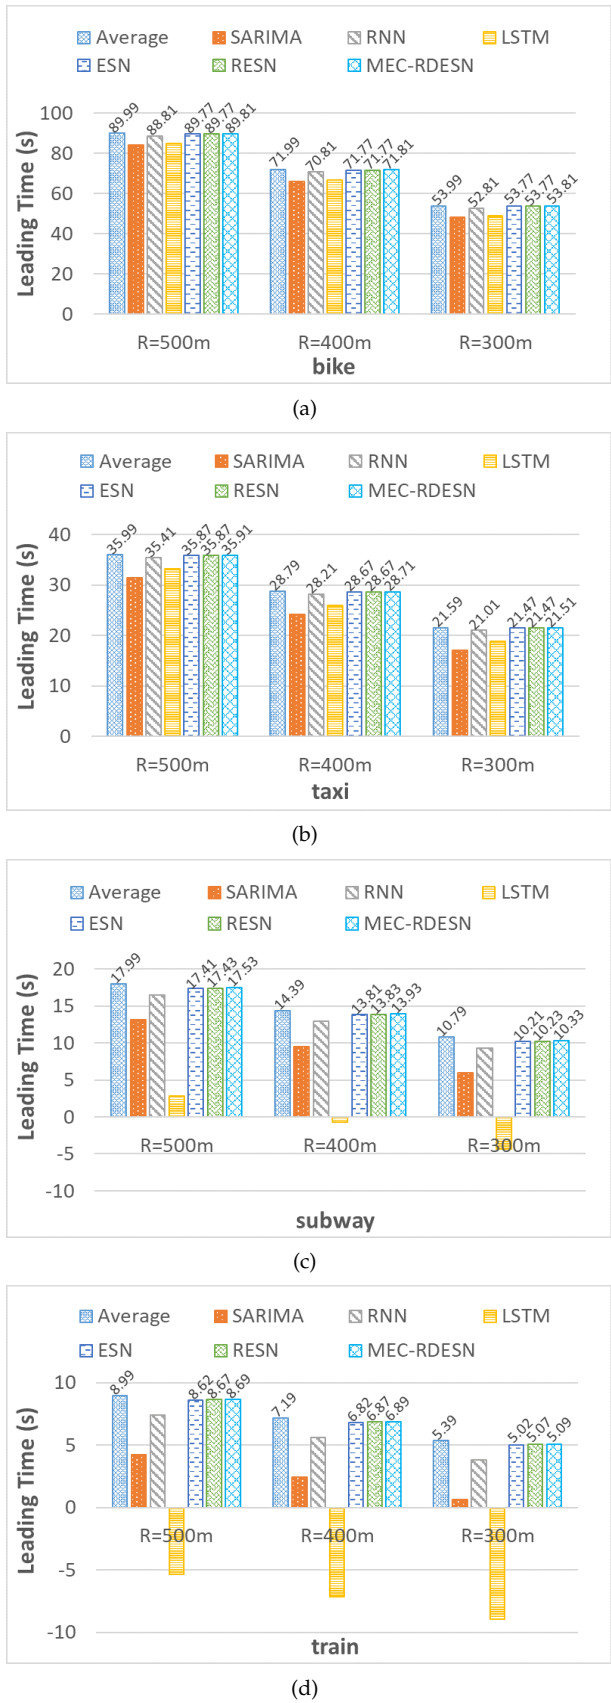 Average SARIMA RNN LSTM
ESN RESN MEC-RDESN
Leading Time (s)
100
80
60
40
20
0
89.99 88.81 89.77 89.77 89.81
71.99 70.81 71.77 71.77 71.81
53.99 52.81 53.77 53.77 53.81
R=500m R=400m R=300m
bike
(a)
Average SARIMA RNN LSTM
ESN RESN MEC-RDESN
Leading Time (s)
40
30
20
10
0
35.99 35.41 35.87 35.87 35.91
28.79 28.21 28.67 28.67 28.71
21.59 21.01 21.47 21.47 21.51
R=500m R=400m R=300m
taxi
(b)
Average SARIMA RNN LSTM
ESN RESN MEC-RDESN
Leading Time (s)
20
15
10
5
0
-5
-10
17.99 17.41 17.43 17.53
14.39 13.81 13.83 13.93
10.79 10.21 10.23 10.33
R=500m R=400m R=300m
subway
(c)
Average SARIMA RNN LSTM
ESN RESN MEC-RDESN
Leading Time (s)
10
5
0
-5
-10
8.99 8.62 8.67 8.69
7.19 6.82 6.87 6.89
5.39 5.02 5.07 5.09
R=500m R=400m R=300m
train
(d)